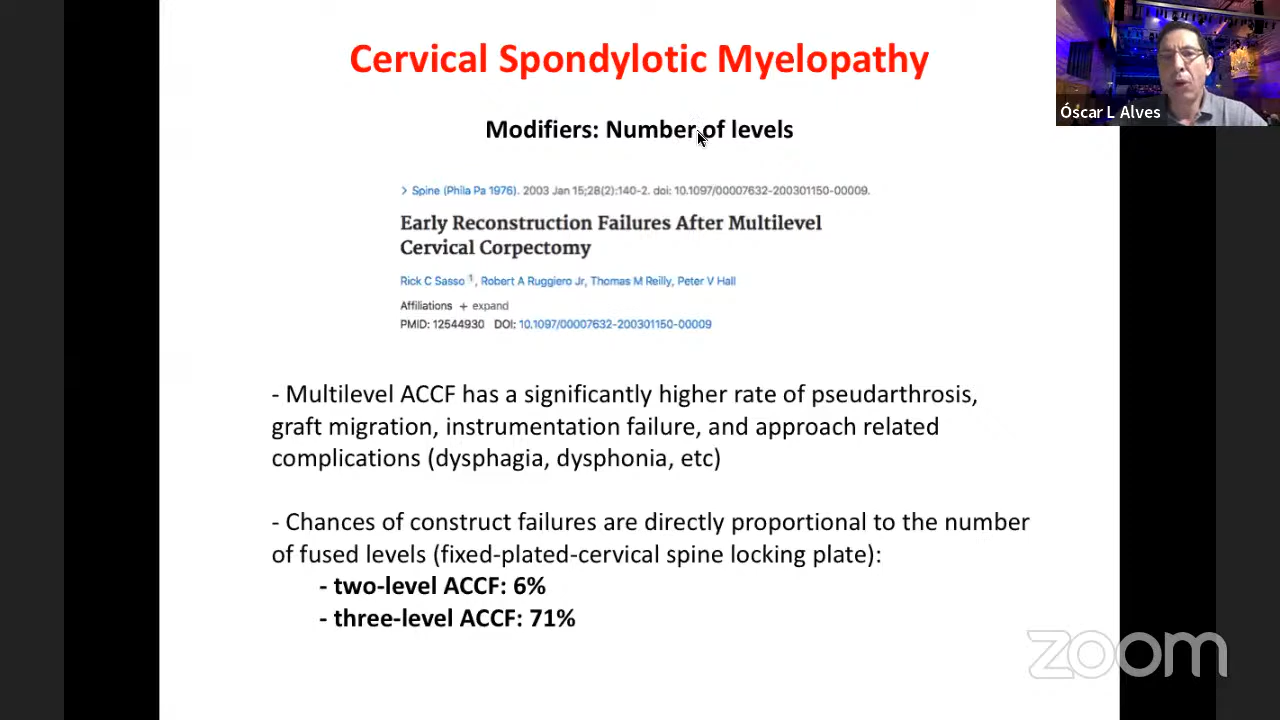 Cervical Spondylotic Myelopathy
Óscar L Alves
Modifiers: Number of levels
> Spine (Phila Pa 1976). 2003 Jan 15;28(2):140-2. doi: 10.1097/00007632-200301150-00009.
Early Reconstruction Failures After Multilevel
Cervical Corpectomy
Rick C Sasso 1, Robert A Ruggiero Jr, Thomas M Reilly, Peter V Hall
Affiliations + expand
PMID: 12544930 DOI: 10.1097/00007632-200301150-00009
- Multilevel ACCF has a significantly higher rate of pseudarthrosis,
graft migration, instrumentation failure, and approach related
complications (dysphagia, dysphonia, etc)
- Chances of construct failures are directly proportional to the number
of fused levels (fixed-plated-cervical spine locking plate):
- two-level ACCF: 6%
- three-level ACCF: 71%
zoom